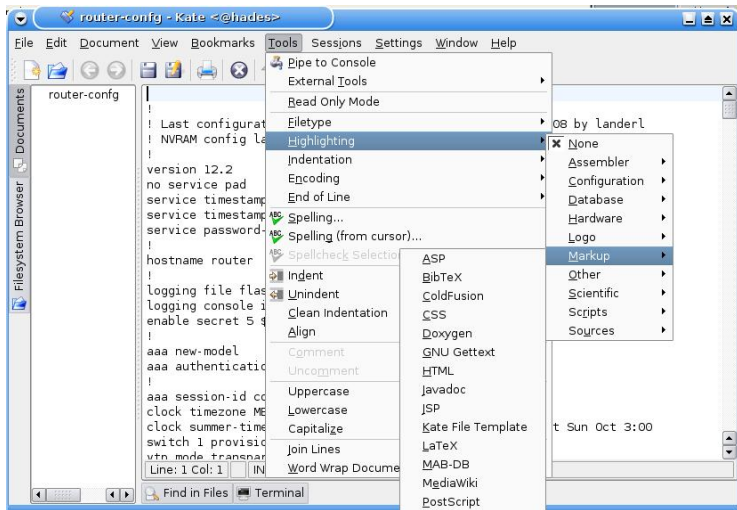 router-confg - Kate <@hades>
File Edit Document View Bookmarks Tools Sessions Settings Window Help
Documents
Filesystem Browser
router-confg
!
! Last configurat
08 by landerl
! NVRAM config la
!
version 12.2
no service pad
service timestamp
service timestamp
service password-
!
hostname router
!
logging file flas
logging console i
enable secret 5 $
!
aaa new-model
aaa authenticatio
!
aaa session-id co
clock timezone ME
clock summer-time
t Sun Oct 3:00
switch 1 provisio
vtp mode transpar
Line: 1 Col: 1
IN
Find in Files
Terminal
Pipe to Console
External Tools
Read Only Mode
Filetype
Highlighting
Indentation
Encoding
End of Line
Spelling...
Spelling (from cursor)...
Spellcheck Selectio
Indent
Unindent
Clean Indentation
Align
Comment
Uncomment
Uppercase
Lowercase
Capitalize
Join Lines
Word Wrap Docume
None
Assembler
Configuration
Database
Hardware
Logo
Markup
Other
Scientific
Scripts
Sources
ASP
BibTeX
ColdFusion
CSS
Doxygen
GNU Gettext
HTML
Javadoc
JSP
Kate File Template
LaTeX
MAB-DB
MediaWiki
PostScript